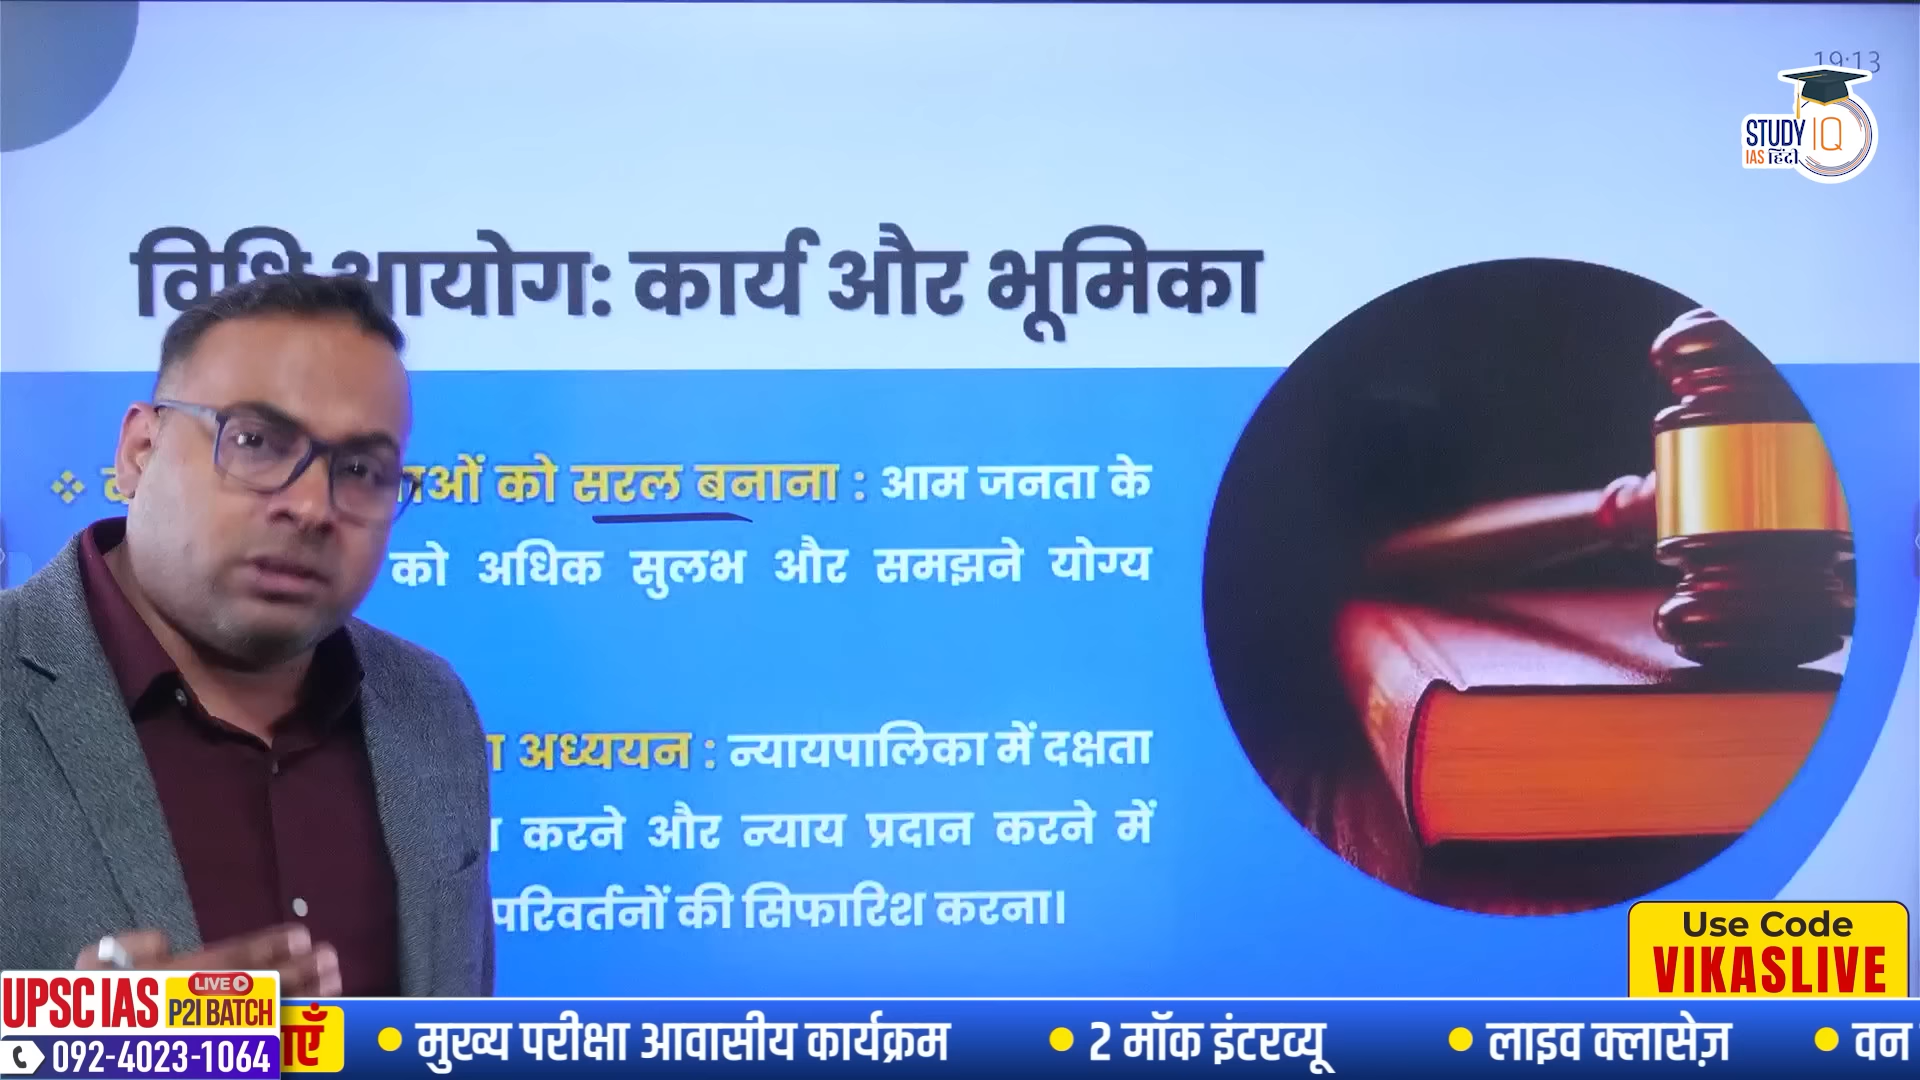 19:13
STUDY IQ
IAS हिंदी
विधि आयोग: कार्य और भूमिका
को सरल बनाना : आम जनता के
को अधिक सुलभ और समझने योग्य
अध्ययन : न्यायपालिका में दक्षता
करने और न्याय प्रदान करने में
परिवर्तनों की सिफारिश करना।
Use Code
VIKASLIVE
UPSC IAS LIVE P2I BATCH
092-4023-1064
मुख्य परीक्षा आवासीय कार्यक्रम
2 मॉक इंटरव्यू
लाइव क्लासेज़
वन